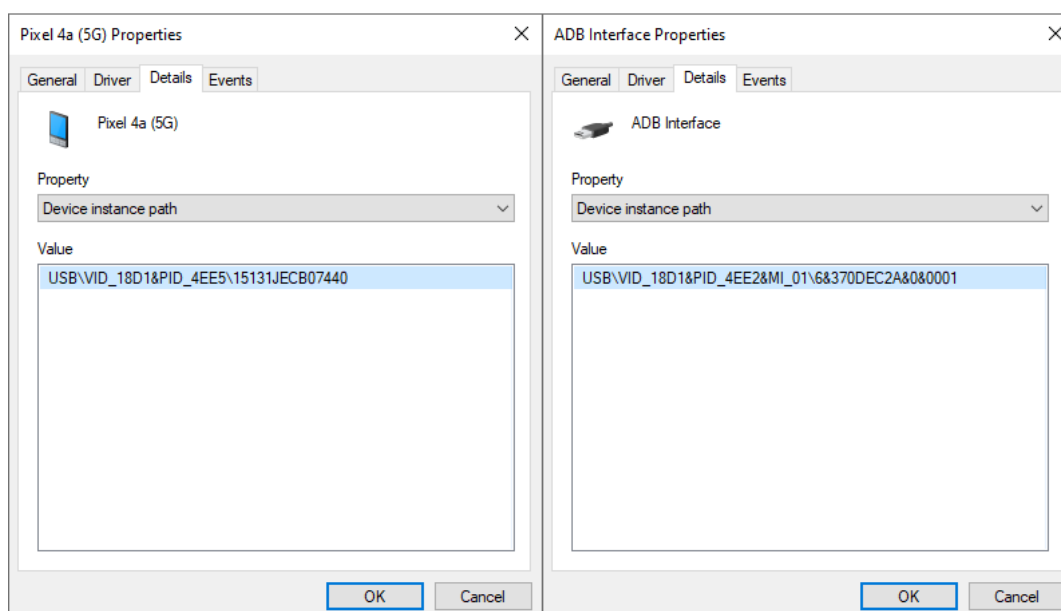 Pixel 4a (5G) Properties
General Driver Details Events
Pixel 4a (5G)
Property
Device instance path
Value
USB\VID_18D1&PID_4EE5\15131JECB07440
OK Cancel
ADB Interface Properties
General Driver Details Events
ADB Interface
Property
Device instance path
Value
USB\VID_18D1&PID_4EE2&MI_01\6&370DEC2A&0&0001
OK Cancel